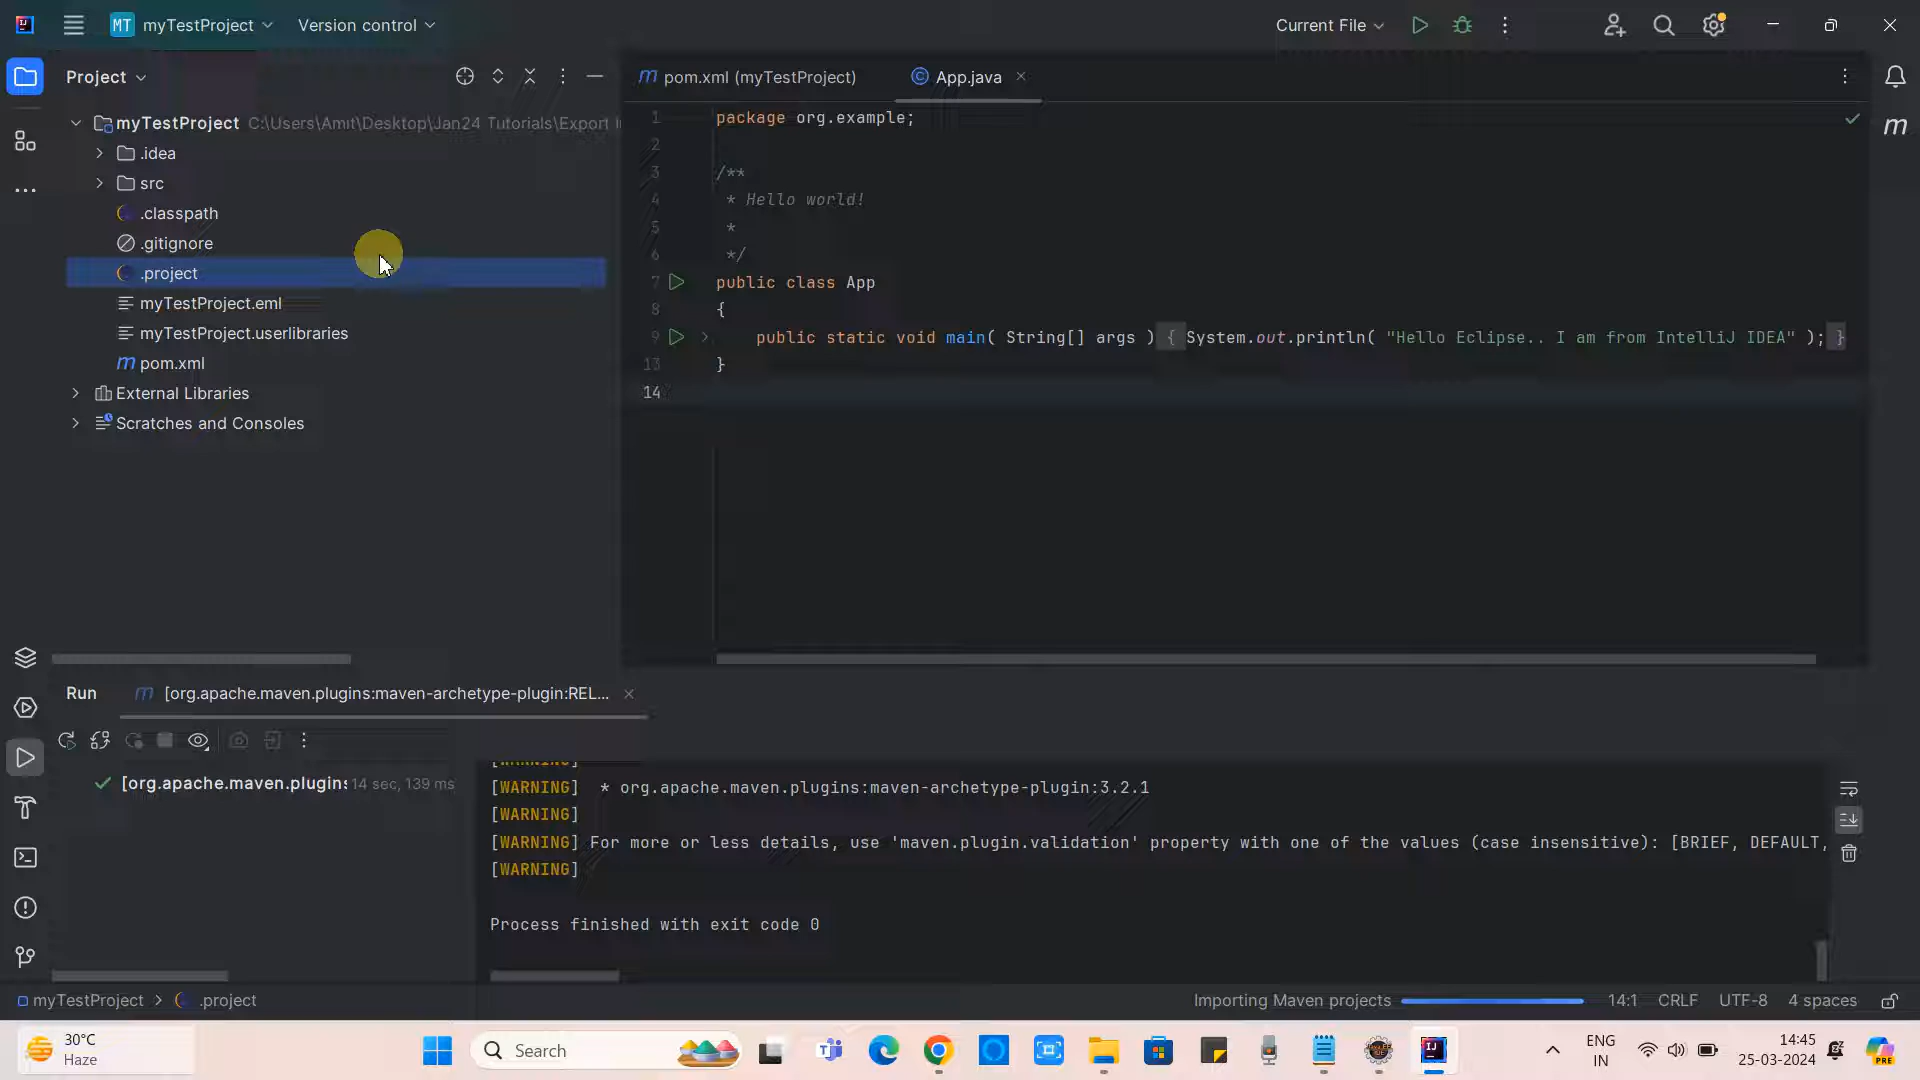 MT myTestProject Version control Current File
Project
myTestProject C:\Users\Amit\Desktop\Jan24 Tutorials\Export
.idea
src
.classpath
.gitignore
.project
myTestProject.eml
myTestProject.userlibraries
m pom.xml
External Libraries
Scratches and Consoles
m pom.xml (myTestProject) App.java
1 package org.example;
2
3 /**
4 * Hello world!
5 *
6 */
7 public class App
8 {
9 public static void main( String[] args ) { System.out.println( "Hello Eclipse.. I am from IntelliJ IDEA" ); }
13 }
14
m
Run m [org.apache.maven.plugins:maven-archetype-plugin:REL...
[org.apache.maven.plugins 14 sec, 139 ms
[WARNING]
[WARNING] * org.apache.maven.plugins:maven-archetype-plugin:3.2.1
[WARNING]
[WARNING] For more or less details, use 'maven.plugin.validation' property with one of the values (case insensitive): [BRIEF, DEFAULT,
[WARNING]
Process finished with exit code 0
myTestProject > .project Importing Maven projects 14:1 CRLF UTF-8 4 spaces
30°C
Haze
Search
ENG
IN
14:45
25-03-2024
PRE